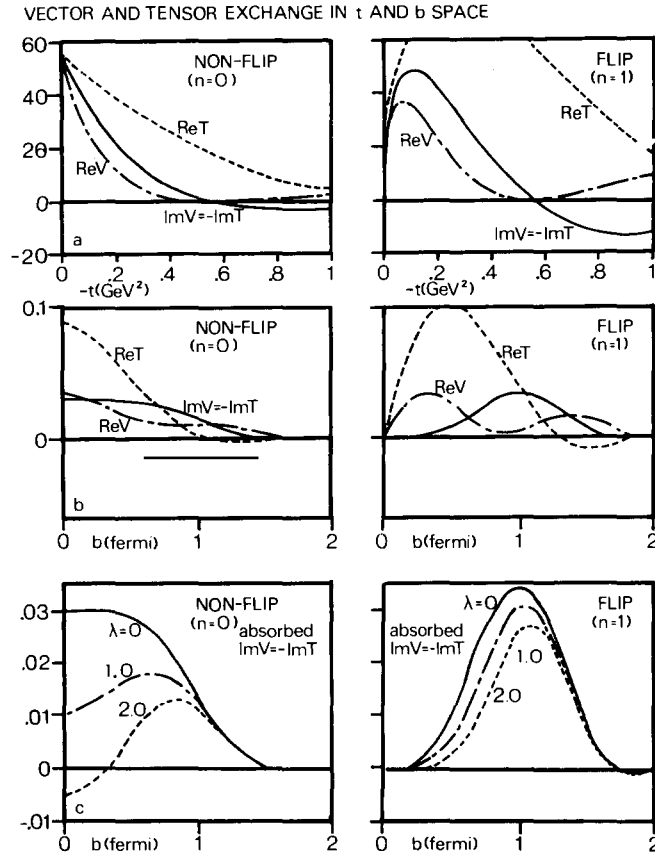 VECTOR AND TENSOR EXCHANGE IN t AND b SPACE
60
40
20
0
-20
NON-FLIP
(n=0)
ReT
ReV
ImV=-ImT
a
0 .2 .4 .6 .8 1
-t(GeV²)
FLIP
(n=1)
ReT
ReV
ImV=-ImT
0 .2 .4 .6 .8 1
-t(GeV²)
0.1
0
NON-FLIP
(n=0)
ReT
ImV=-ImT
ReV
b
0 1 2
b(fermi)
FLIP
(n=1)
ReT
ReV
0 1 2
b(fermi)
.03
.02
.010
0
-.01
NON-FLIP
(n=0) absorbed
ImV=-ImT
λ=0
1.0
2.0
c
0 1 2
b(fermi)
absorbed
ImV=-ImT
FLIP
(n=1)
λ=0
1.0
2.0
0 1 2
b(fermi)